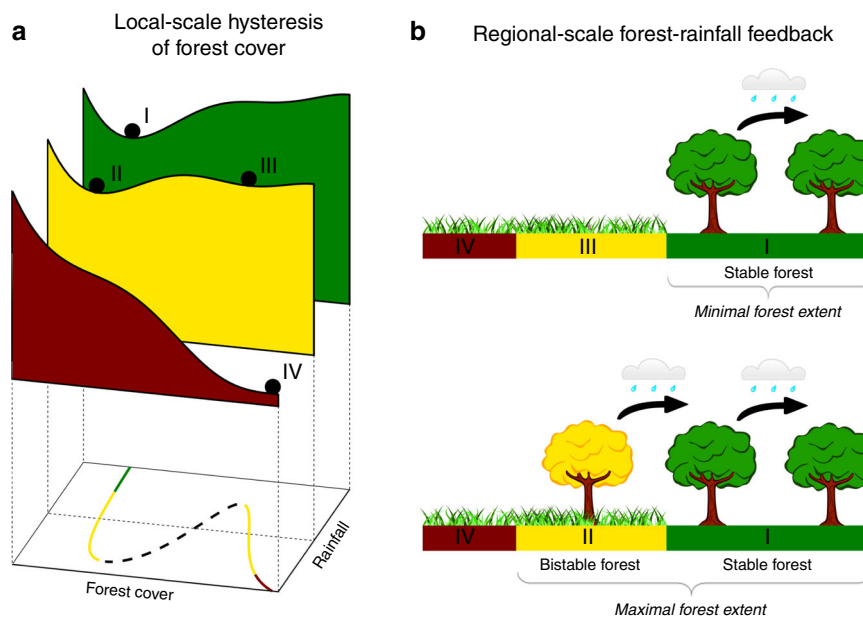 a
Local-scale hysteresis
of forest cover
I
II
III
IV
Forest cover
Rainfall
b
Regional-scale forest-rainfall feedback
IV
III
I
Stable forest
Minimal forest extent
IV
II
I
Bistable forest
Stable forest
Maximal forest extent